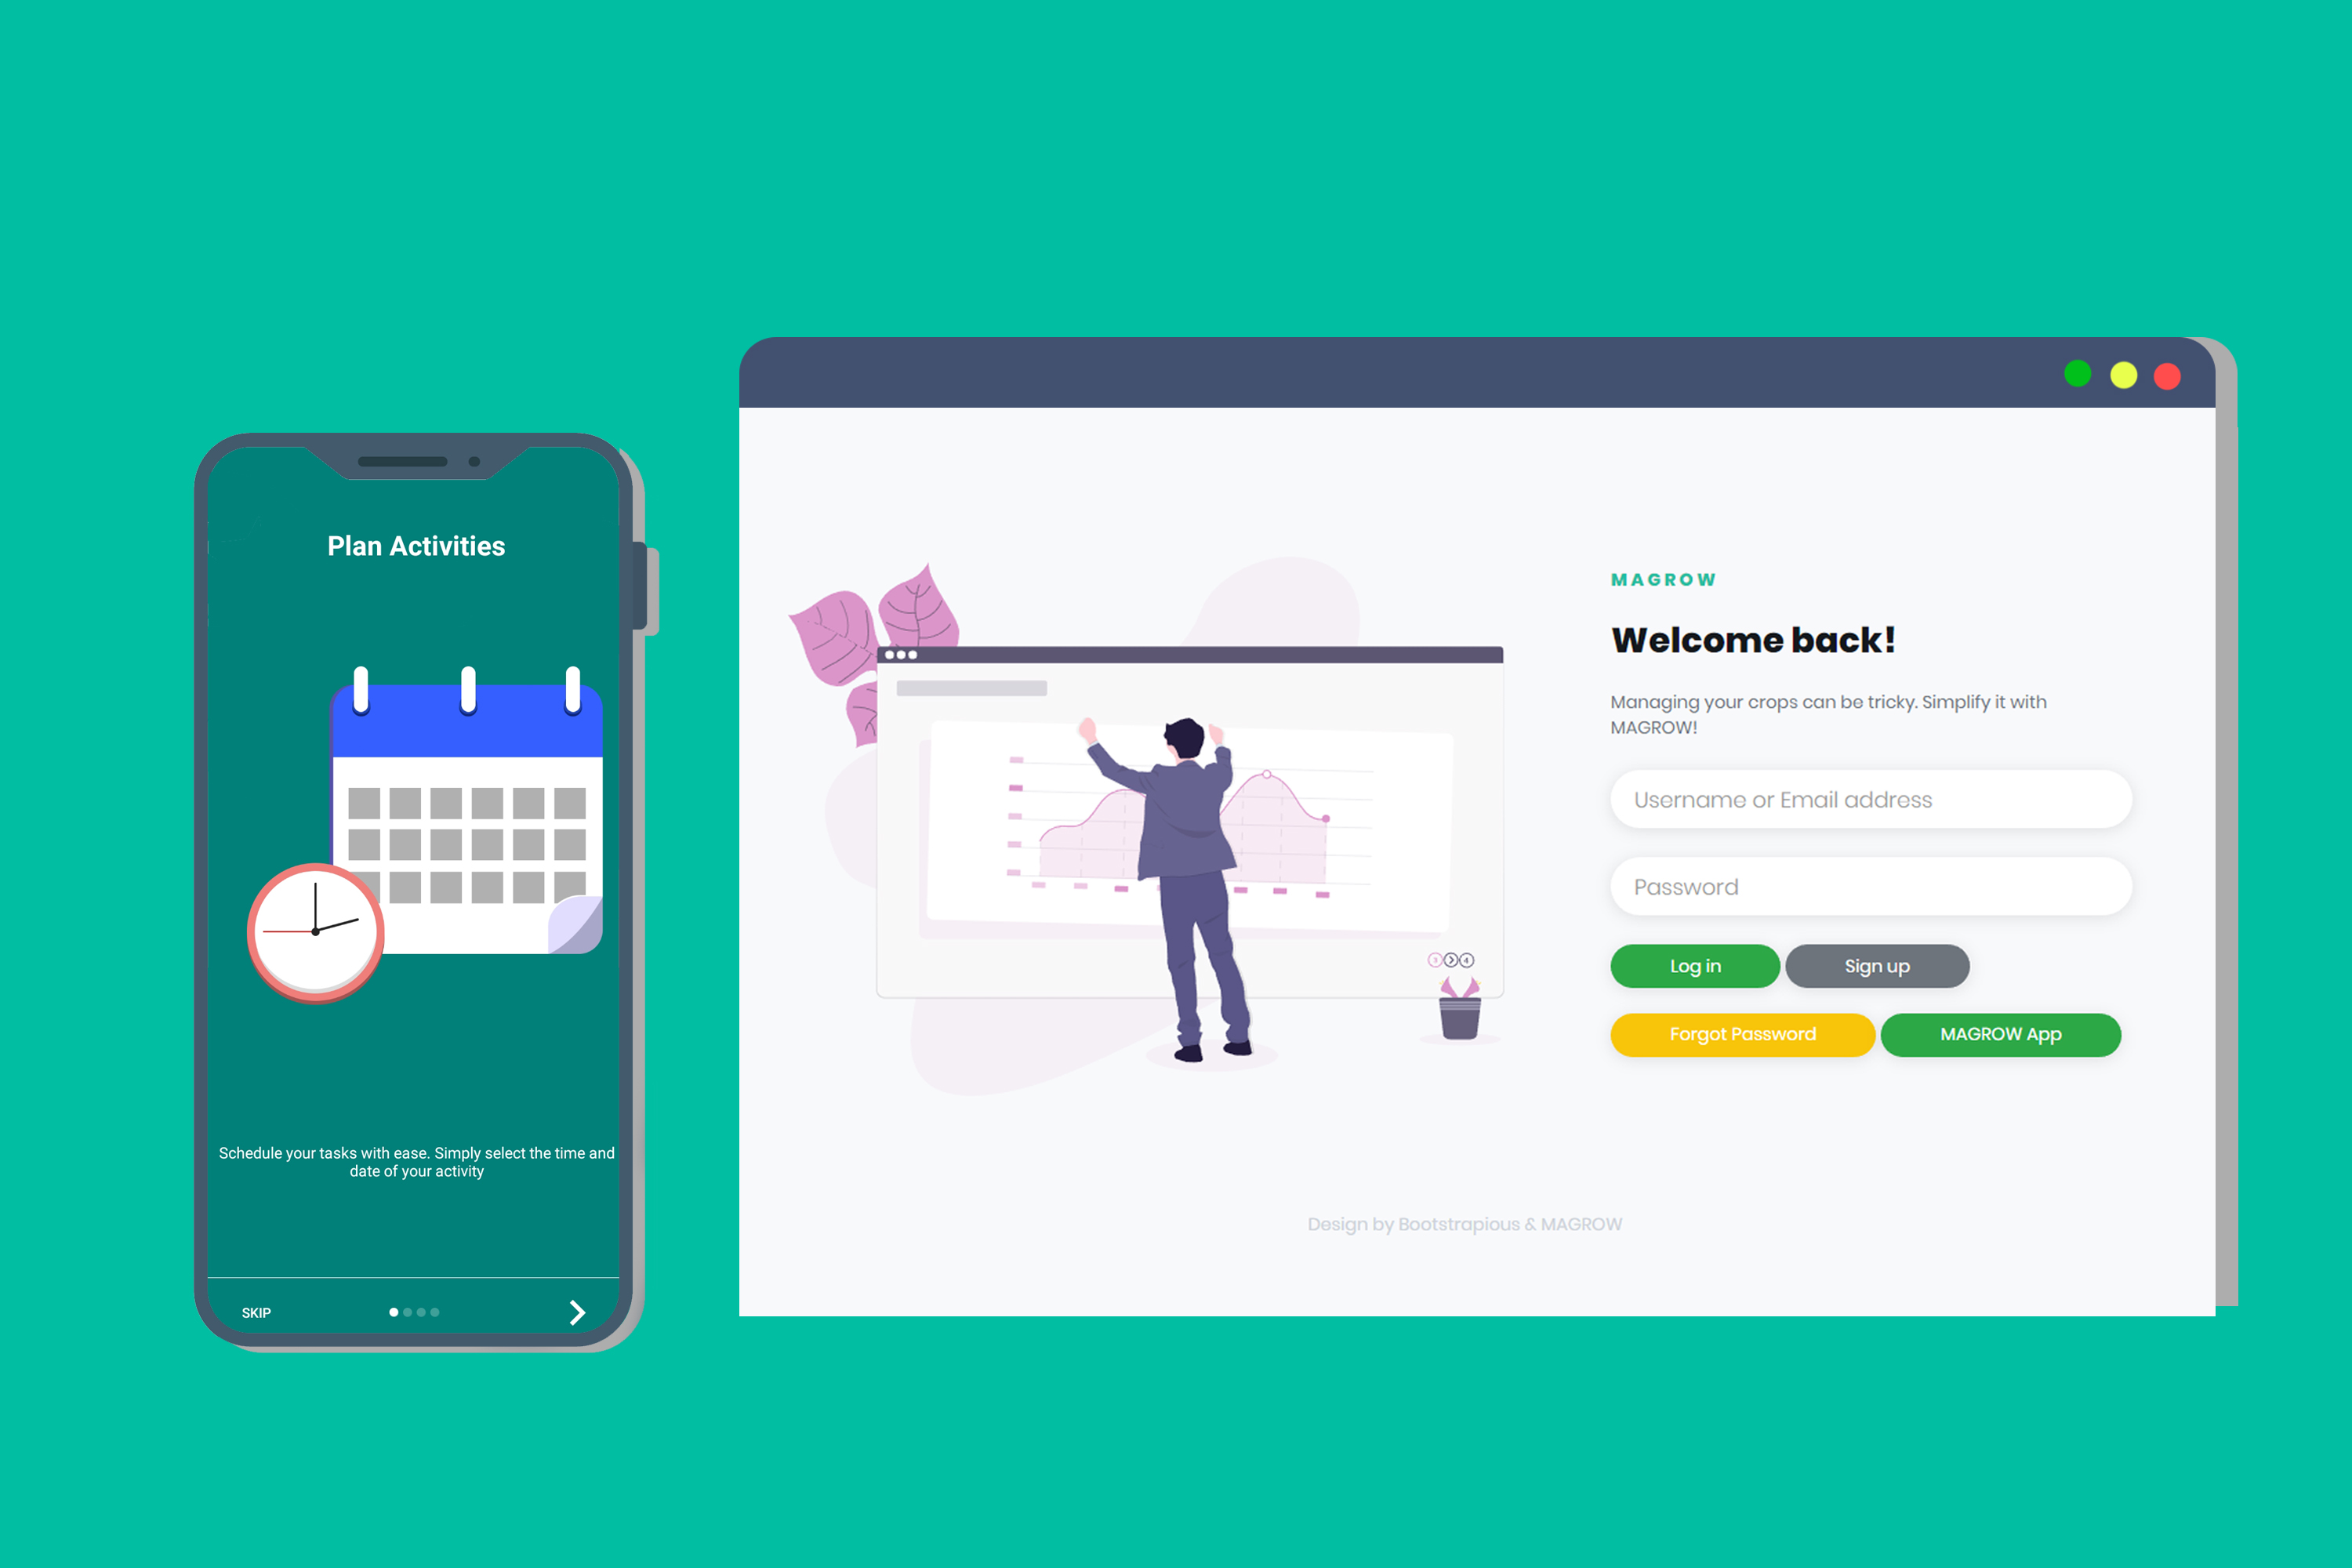 Plan Activities
Schedule your tasks with ease. Simply select the time and
date of your activity
SKIP
MAGROW
Welcome back!
Managing your crops can be tricky. Simplify it with
MAGROW!
Username or Email address
Password
Log in
Sign up
Forgot Password
MAGROW App
Design by Bootstrapious & MAGROW